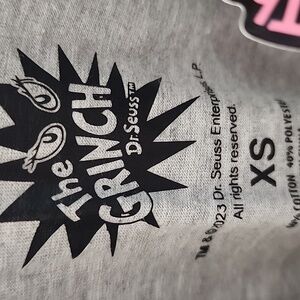 The
GRINCH
Dr. Seuss™
TM & © 2023 Dr. Seuss Enterprises, L.P.
All rights reserved.
XS
COTTON 40% POLYESTER